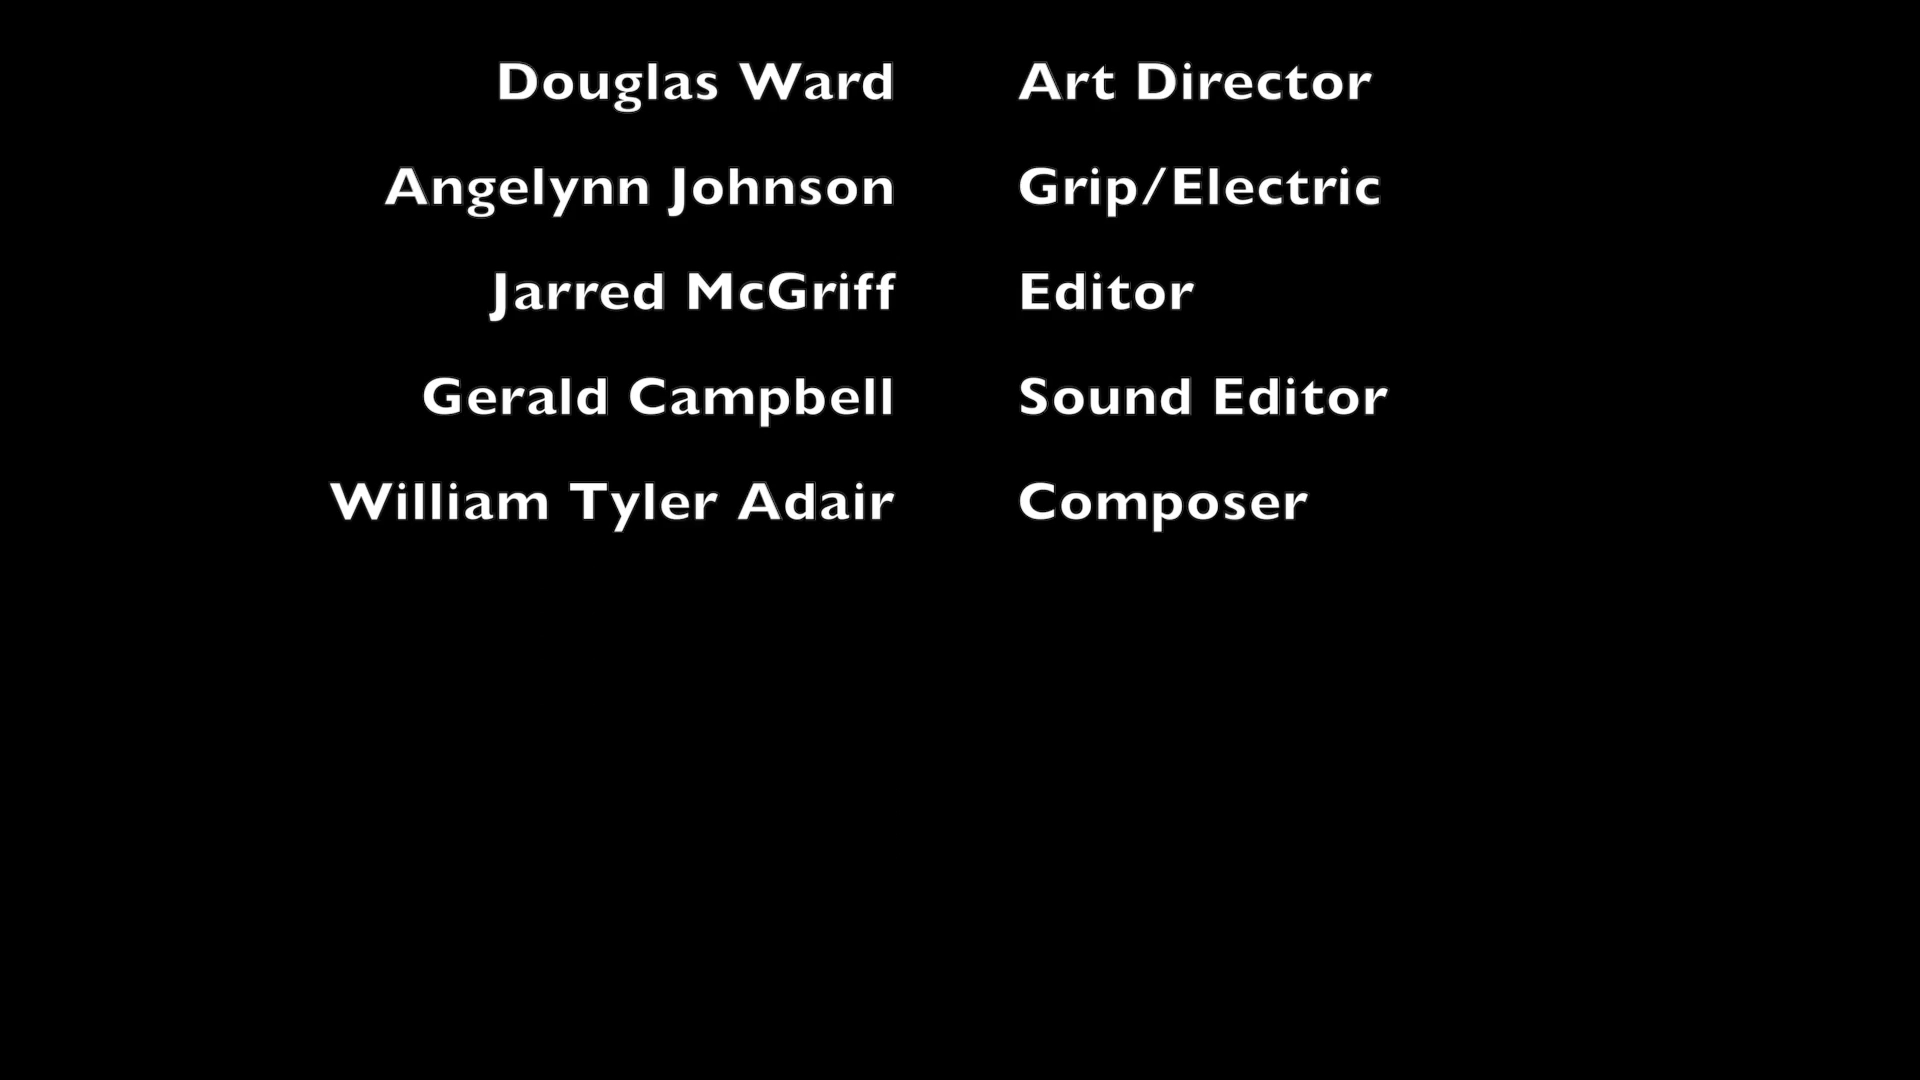 Douglas Ward Art Director
Angelynn Johnson Grip/Electric
Jarred McGriff Editor
Gerald Campbell Sound Editor
William Tyler Adair Composer